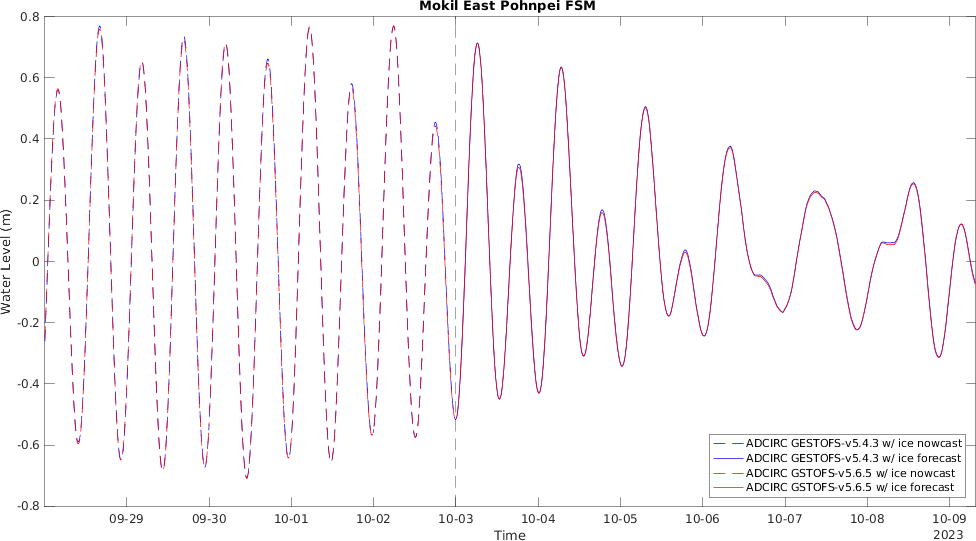 Mokil East Pohnpei FSM
0.8
0.6
0.4
0.2
0
-0.2
-0.4
-0.6
-0.8
Water Level (m)
ADCIRC GESTOFS-v5.4.3 w/ ice nowcast
ADCIRC GESTOFS-v5.4.3 w/ ice forecast
ADCIRC GSTOFS-v5.6.5 w/ ice nowcast
ADCIRC GSTOFS-v5.6.5 w/ ice forecast
09-29 09-30 10-01 10-02 10-03 10-04 10-05 10-06 10-07 10-08 10-09
2023
Time